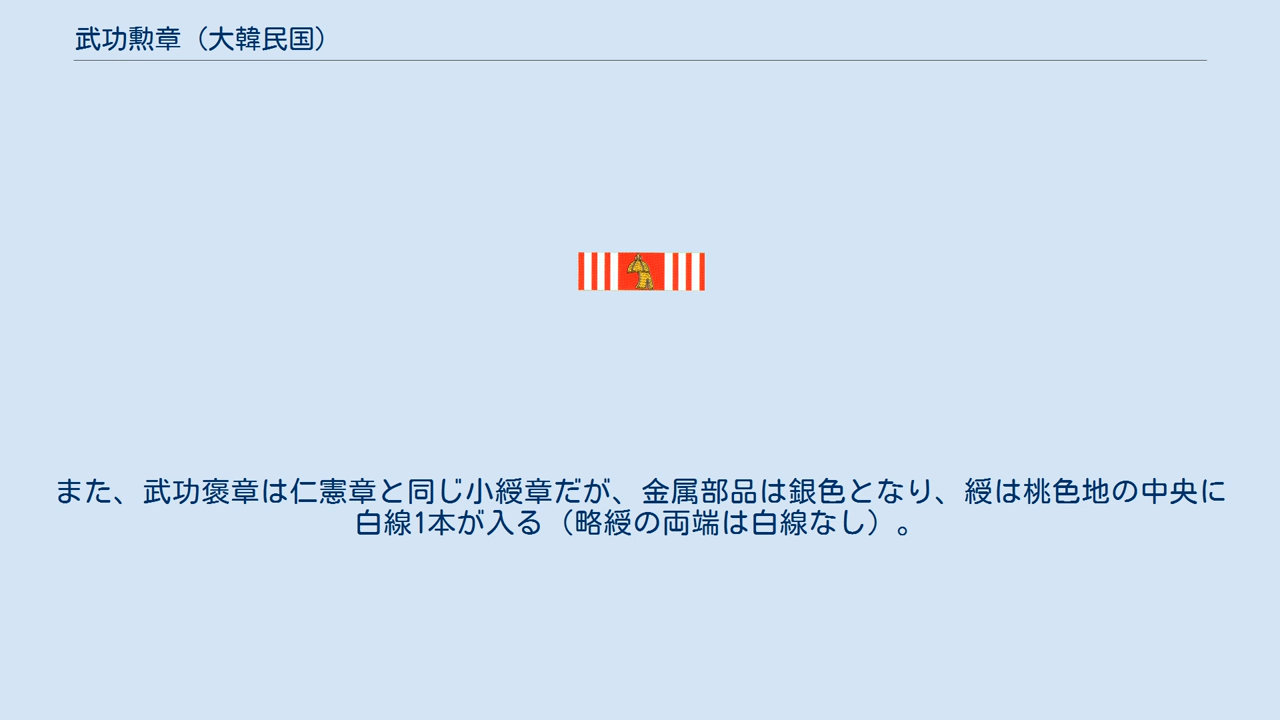 武功勲章（大韓民国）
また、武功褒章は仁憲章と同じ小綬章だが、金属部品は銀色となり、綬は桃色地の中央に
白線1本が入る（略綬の両端は白線なし）。